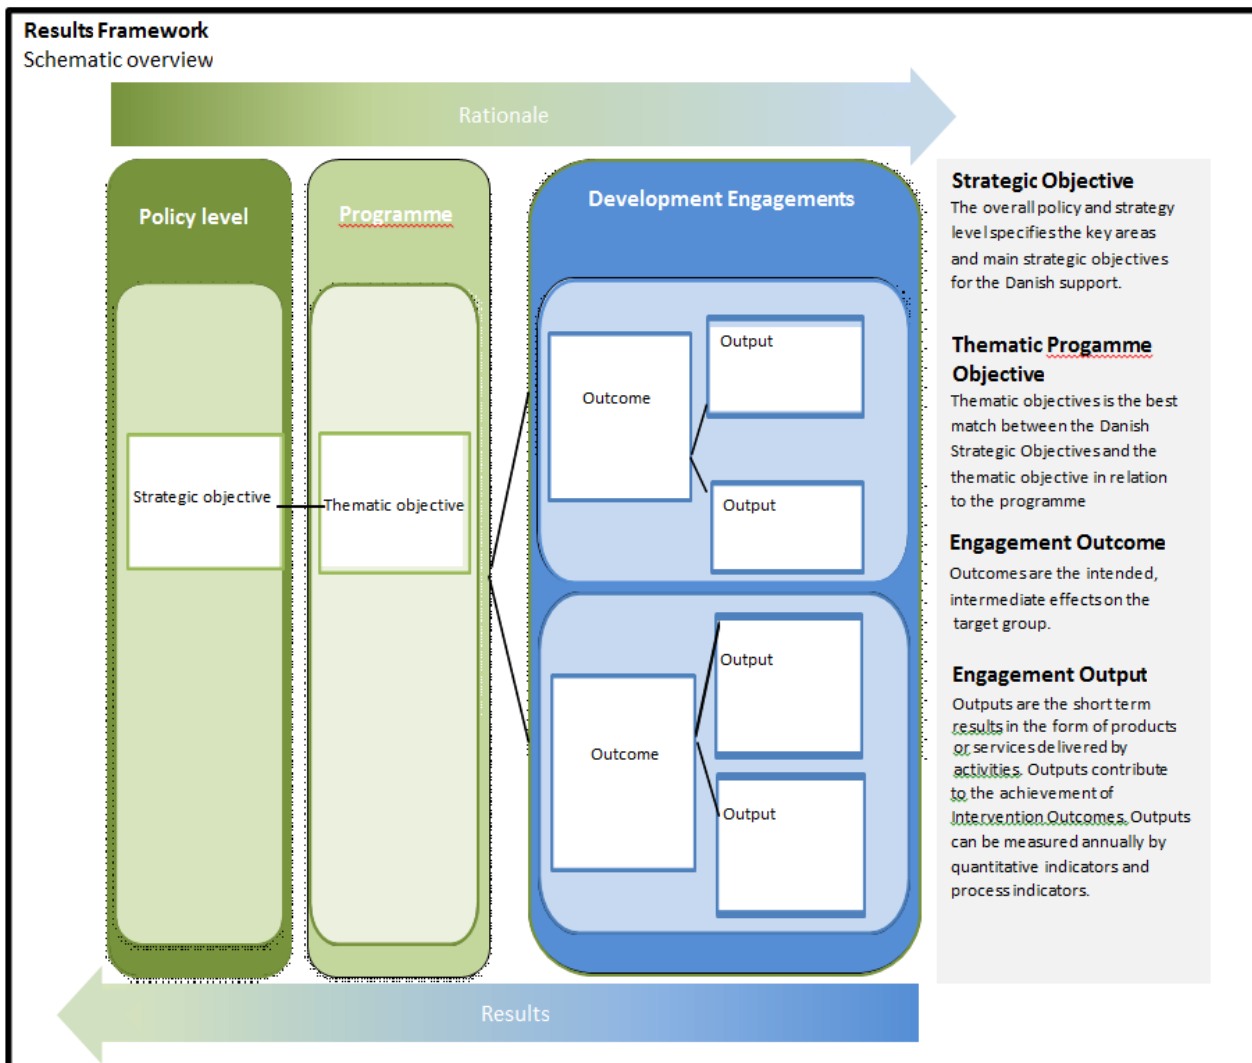 Results Framework
Schematic overview
Rationale
Policy level
Programme
Development Engagements
Strategic objective
Thematic objective
Outcome
Output
Output
Outcome
Output
Output
Strategic Objective
The overall policy and strategy
level specifies the key areas
and main strategic objectives
for the Danish support.
Thematic Progamme
Objective
Thematic objectives is the best
match between the Danish
Strategic Objectives and the
thematic objective in relation
to the programme
Engagement Outcome
Outcomes are the intended,
intermediate effects on the
target group.
Engagement Output
Outputs are the short term
results in the form of products
or services delivered by
activities. Outputs contribute
to the achievement of
Intervention Outcomes. Outputs
can be measured annually by
quantitative indicators and
process indicators.
Results